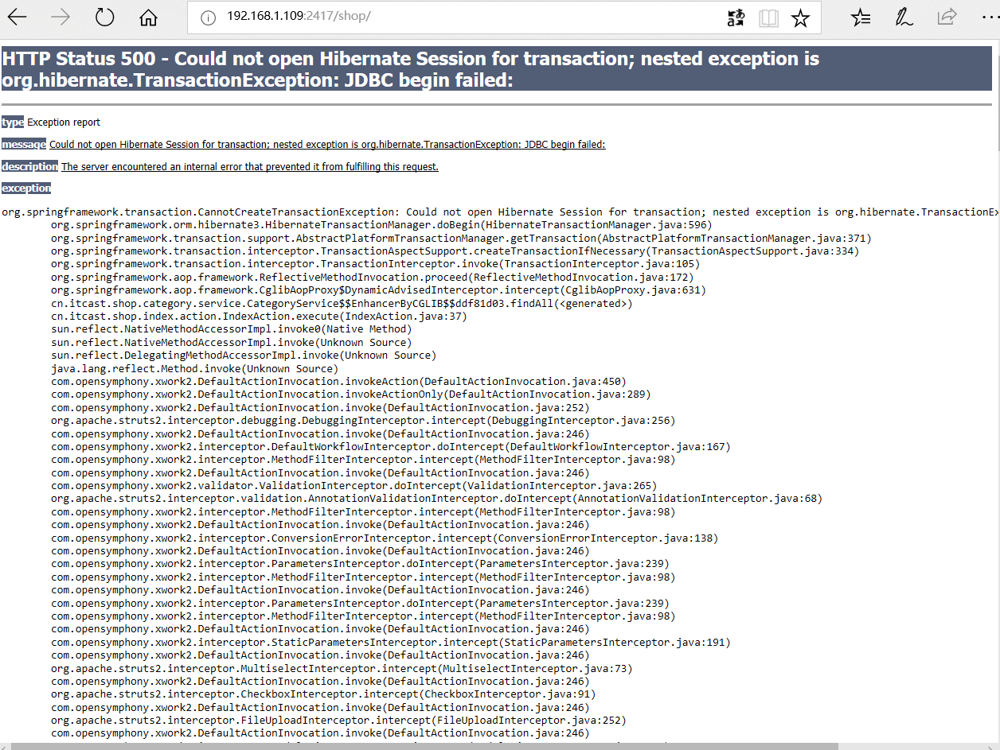 192.168.1.109:2417/shop/
HTTP Status 500 - Could not open Hibernate Session for transaction; nested exception is
org.hibernate.TransactionException: JDBC begin failed:
type Exception report
message Could not open Hibernate Session for transaction; nested exception is org.hibernate.TransactionException: JDBC begin failed:
description The server encountered an internal error that prevented it from fulfilling this request.
exception
org.springframework.transaction.CannotCreateTransactionException: Could not open Hibernate Session for transaction; nested exception is org.hibernate.TransactionEx
org.springframework.orm.hibernate3.HibernateTransactionManager.doBegin(HibernateTransactionManager.java:596)
org.springframework.transaction.support.AbstractPlatformTransactionManager.getTransaction(AbstractPlatformTransactionManager.java:371)
org.springframework.transaction.interceptor.TransactionAspectSupport.createTransactionIfNecessary(TransactionAspectSupport.java:334)
org.springframework.transaction.interceptor.TransactionInterceptor.invoke(TransactionInterceptor.java:105)
org.springframework.aop.framework.ReflectiveMethodInvocation.proceed(ReflectiveMethodInvocation.java:172)
org.springframework.aop.framework.CglibAopProxy$DynamicAdvisedInterceptor.intercept(CglibAopProxy.java:631)
cn.itcast.shop.category.service.CategoryService$$EnhancerByCGLIB$$ddf81d03.findAll(<generated>)
cn.itcast.shop.index.action.IndexAction.execute(IndexAction.java:37)
sun.reflect.NativeMethodAccessorImpl.invoke0(Native Method)
sun.reflect.NativeMethodAccessorImpl.invoke(Unknown Source)
sun.reflect.DelegatingMethodAccessorImpl.invoke(Unknown Source)
java.lang.reflect.Method.invoke(Unknown Source)
com.opensymphony.xwork2.DefaultActionInvocation.invokeAction(DefaultActionInvocation.java:450)
com.opensymphony.xwork2.DefaultActionInvocation.invokeActionOnly(DefaultActionInvocation.java:289)
com.opensymphony.xwork2.DefaultActionInvocation.invoke(DefaultActionInvocation.java:252)
org.apache.struts2.interceptor.debugging.DebuggingInterceptor.intercept(DebuggingInterceptor.java:256)
com.opensymphony.xwork2.DefaultActionInvocation.invoke(DefaultActionInvocation.java:246)
com.opensymphony.xwork2.interceptor.DefaultWorkflowInterceptor.doIntercept(DefaultWorkflowInterceptor.java:167)
com.opensymphony.xwork2.interceptor.MethodFilterInterceptor.intercept(MethodFilterInterceptor.java:98)
com.opensymphony.xwork2.DefaultActionInvocation.invoke(DefaultActionInvocation.java:246)
com.opensymphony.xwork2.validator.ValidationInterceptor.doIntercept(ValidationInterceptor.java:265)
org.apache.struts2.interceptor.validation.AnnotationValidationInterceptor.doIntercept(AnnotationValidationInterceptor.java:68)
com.opensymphony.xwork2.interceptor.MethodFilterInterceptor.intercept(MethodFilterInterceptor.java:98)
com.opensymphony.xwork2.DefaultActionInvocation.invoke(DefaultActionInvocation.java:246)
com.opensymphony.xwork2.interceptor.ConversionErrorInterceptor.intercept(ConversionErrorInterceptor.java:138)
com.opensymphony.xwork2.DefaultActionInvocation.invoke(DefaultActionInvocation.java:246)
com.opensymphony.xwork2.interceptor.ParametersInterceptor.doIntercept(ParametersInterceptor.java:239)
com.opensymphony.xwork2.interceptor.MethodFilterInterceptor.intercept(MethodFilterInterceptor.java:98)
com.opensymphony.xwork2.DefaultActionInvocation.invoke(DefaultActionInvocation.java:246)
com.opensymphony.xwork2.interceptor.ParametersInterceptor.doIntercept(ParametersInterceptor.java:239)
com.opensymphony.xwork2.interceptor.MethodFilterInterceptor.intercept(MethodFilterInterceptor.java:98)
com.opensymphony.xwork2.DefaultActionInvocation.invoke(DefaultActionInvocation.java:246)
com.opensymphony.xwork2.interceptor.StaticParametersInterceptor.intercept(StaticParametersInterceptor.java:191)
com.opensymphony.xwork2.DefaultActionInvocation.invoke(DefaultActionInvocation.java:246)
org.apache.struts2.interceptor.MultiselectInterceptor.intercept(MultiselectInterceptor.java:73)
com.opensymphony.xwork2.DefaultActionInvocation.invoke(DefaultActionInvocation.java:246)
org.apache.struts2.interceptor.CheckboxInterceptor.intercept(CheckboxInterceptor.java:91)
com.opensymphony.xwork2.DefaultActionInvocation.invoke(DefaultActionInvocation.java:246)
org.apache.struts2.interceptor.FileUploadInterceptor.intercept(FileUploadInterceptor.java:252)
com.opensymphony.xwork2.DefaultActionInvocation.invoke(DefaultActionInvocation.java:246)